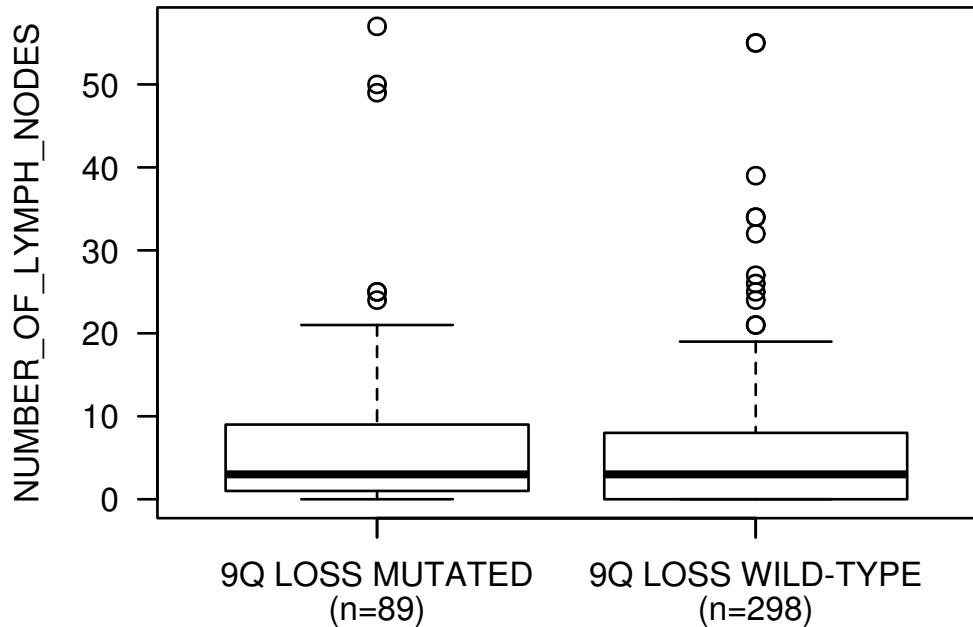 NUMBER_OF_LYMPH_NODES
50
40
30
20
10
0
9Q LOSS MUTATED
(n=89)
9Q LOSS WILD-TYPE
(n=298)